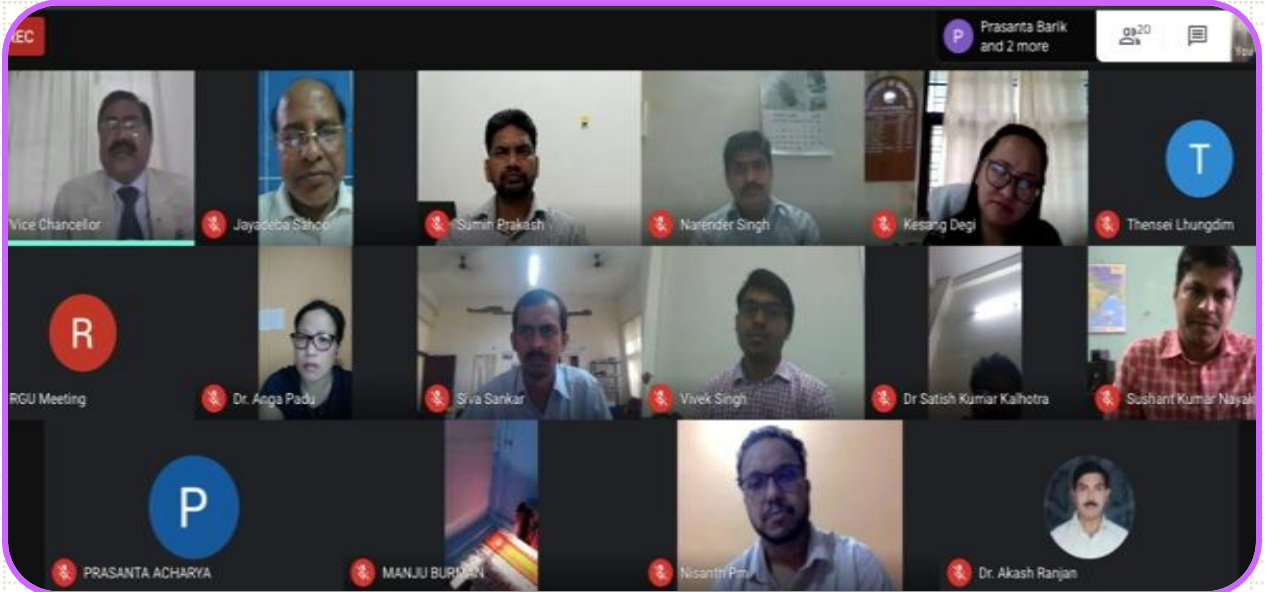 REC
P
Prasanta Barik
and 2 more
20
You
Vice Chancellor
Jayadeba Sahoo
Sumin Prakash
Narender Singh
Kesang Degi
T
Thensei Lhungdim
R
RGU Meeting
Dr. Anga Padu
Siva Sankar
Vivek Singh
Dr Satish Kumar Kalhotra
Sushant Kumar Nayak
P
PRASANTA ACHARYA
MANJU BURMAN
Nisanth Pm
Dr. Akash Ranjan